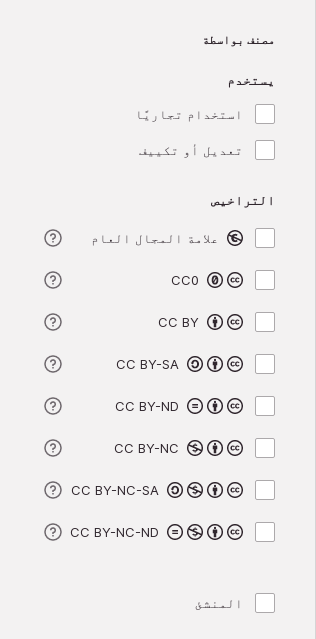 مصنف بواسطة
يستخدم
استخدام تجاريًا
تعديل أو تكييف
التراخيص
علامة المجال العام
CC0
CC BY
CC BY-SA
CC BY-ND
CC BY-NC
CC BY-NC-SA
CC BY-NC-ND
المنشئ